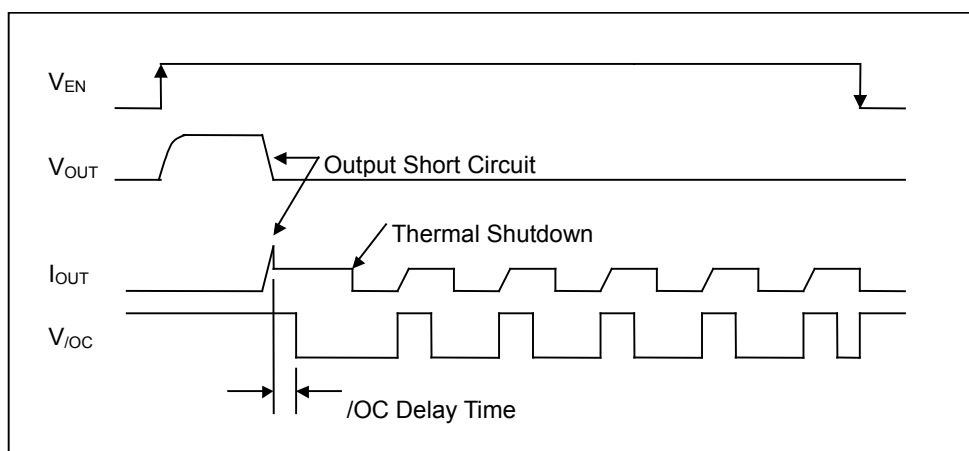 VEN
VOUT
Output Short Circuit
Thermal Shutdown
IOUT
V/OC
/OC Delay Time